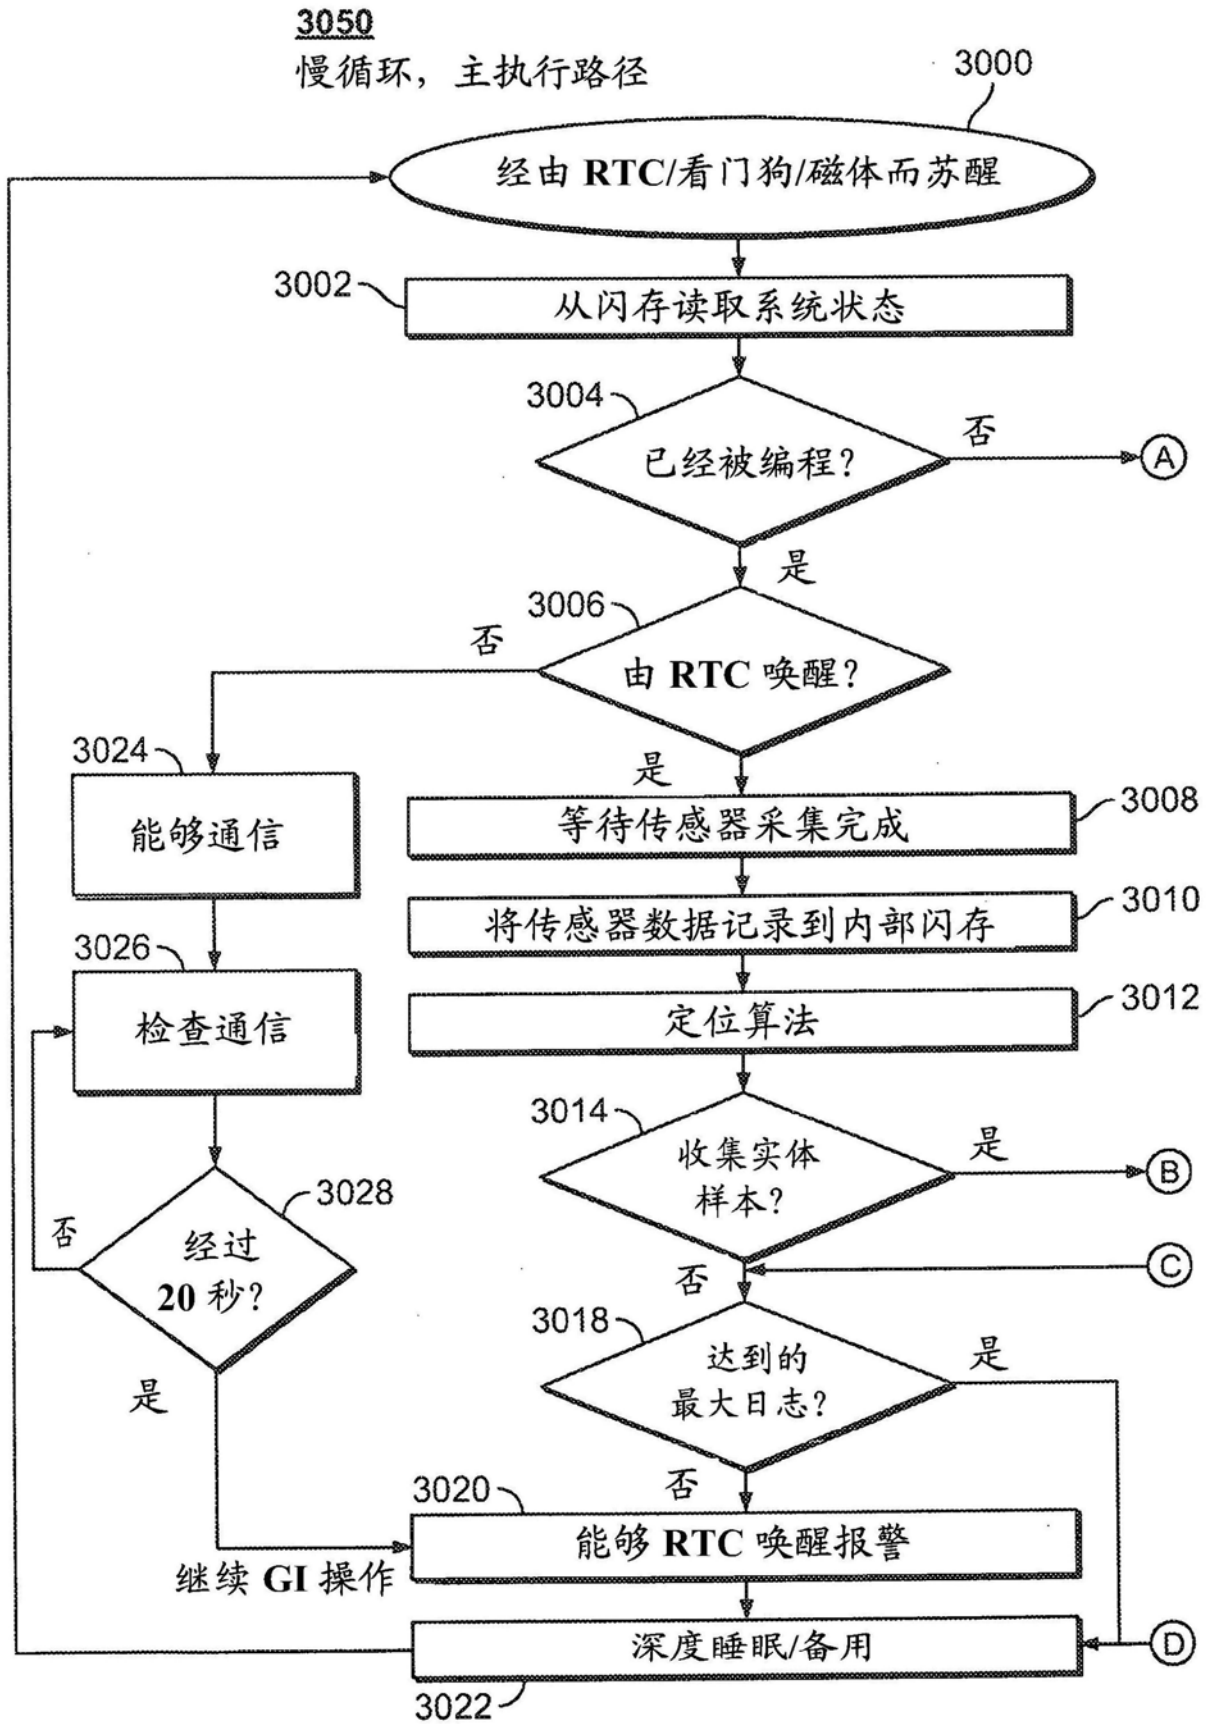 3050
慢循环，主执行路径
3000
经由 RTC/看门狗/磁体而苏醒
3002
从闪存读取系统状态
3004
已经被编程?
否
A
是
3006
否
由 RTC 唤醒?
3024
是
能够通信
3008
等待传感器采集完成
3010
将传感器数据记录到内部闪存
3026
检查通信
3012
定位算法
3014
收集实体
样本?
是
B
3028
否
经过
20 秒?
C
否
3018
达到的
最大日志?
是
是
否
3020
能够 RTC 唤醒报警
继续 GI 操作
深度睡眠/备用
D
3022